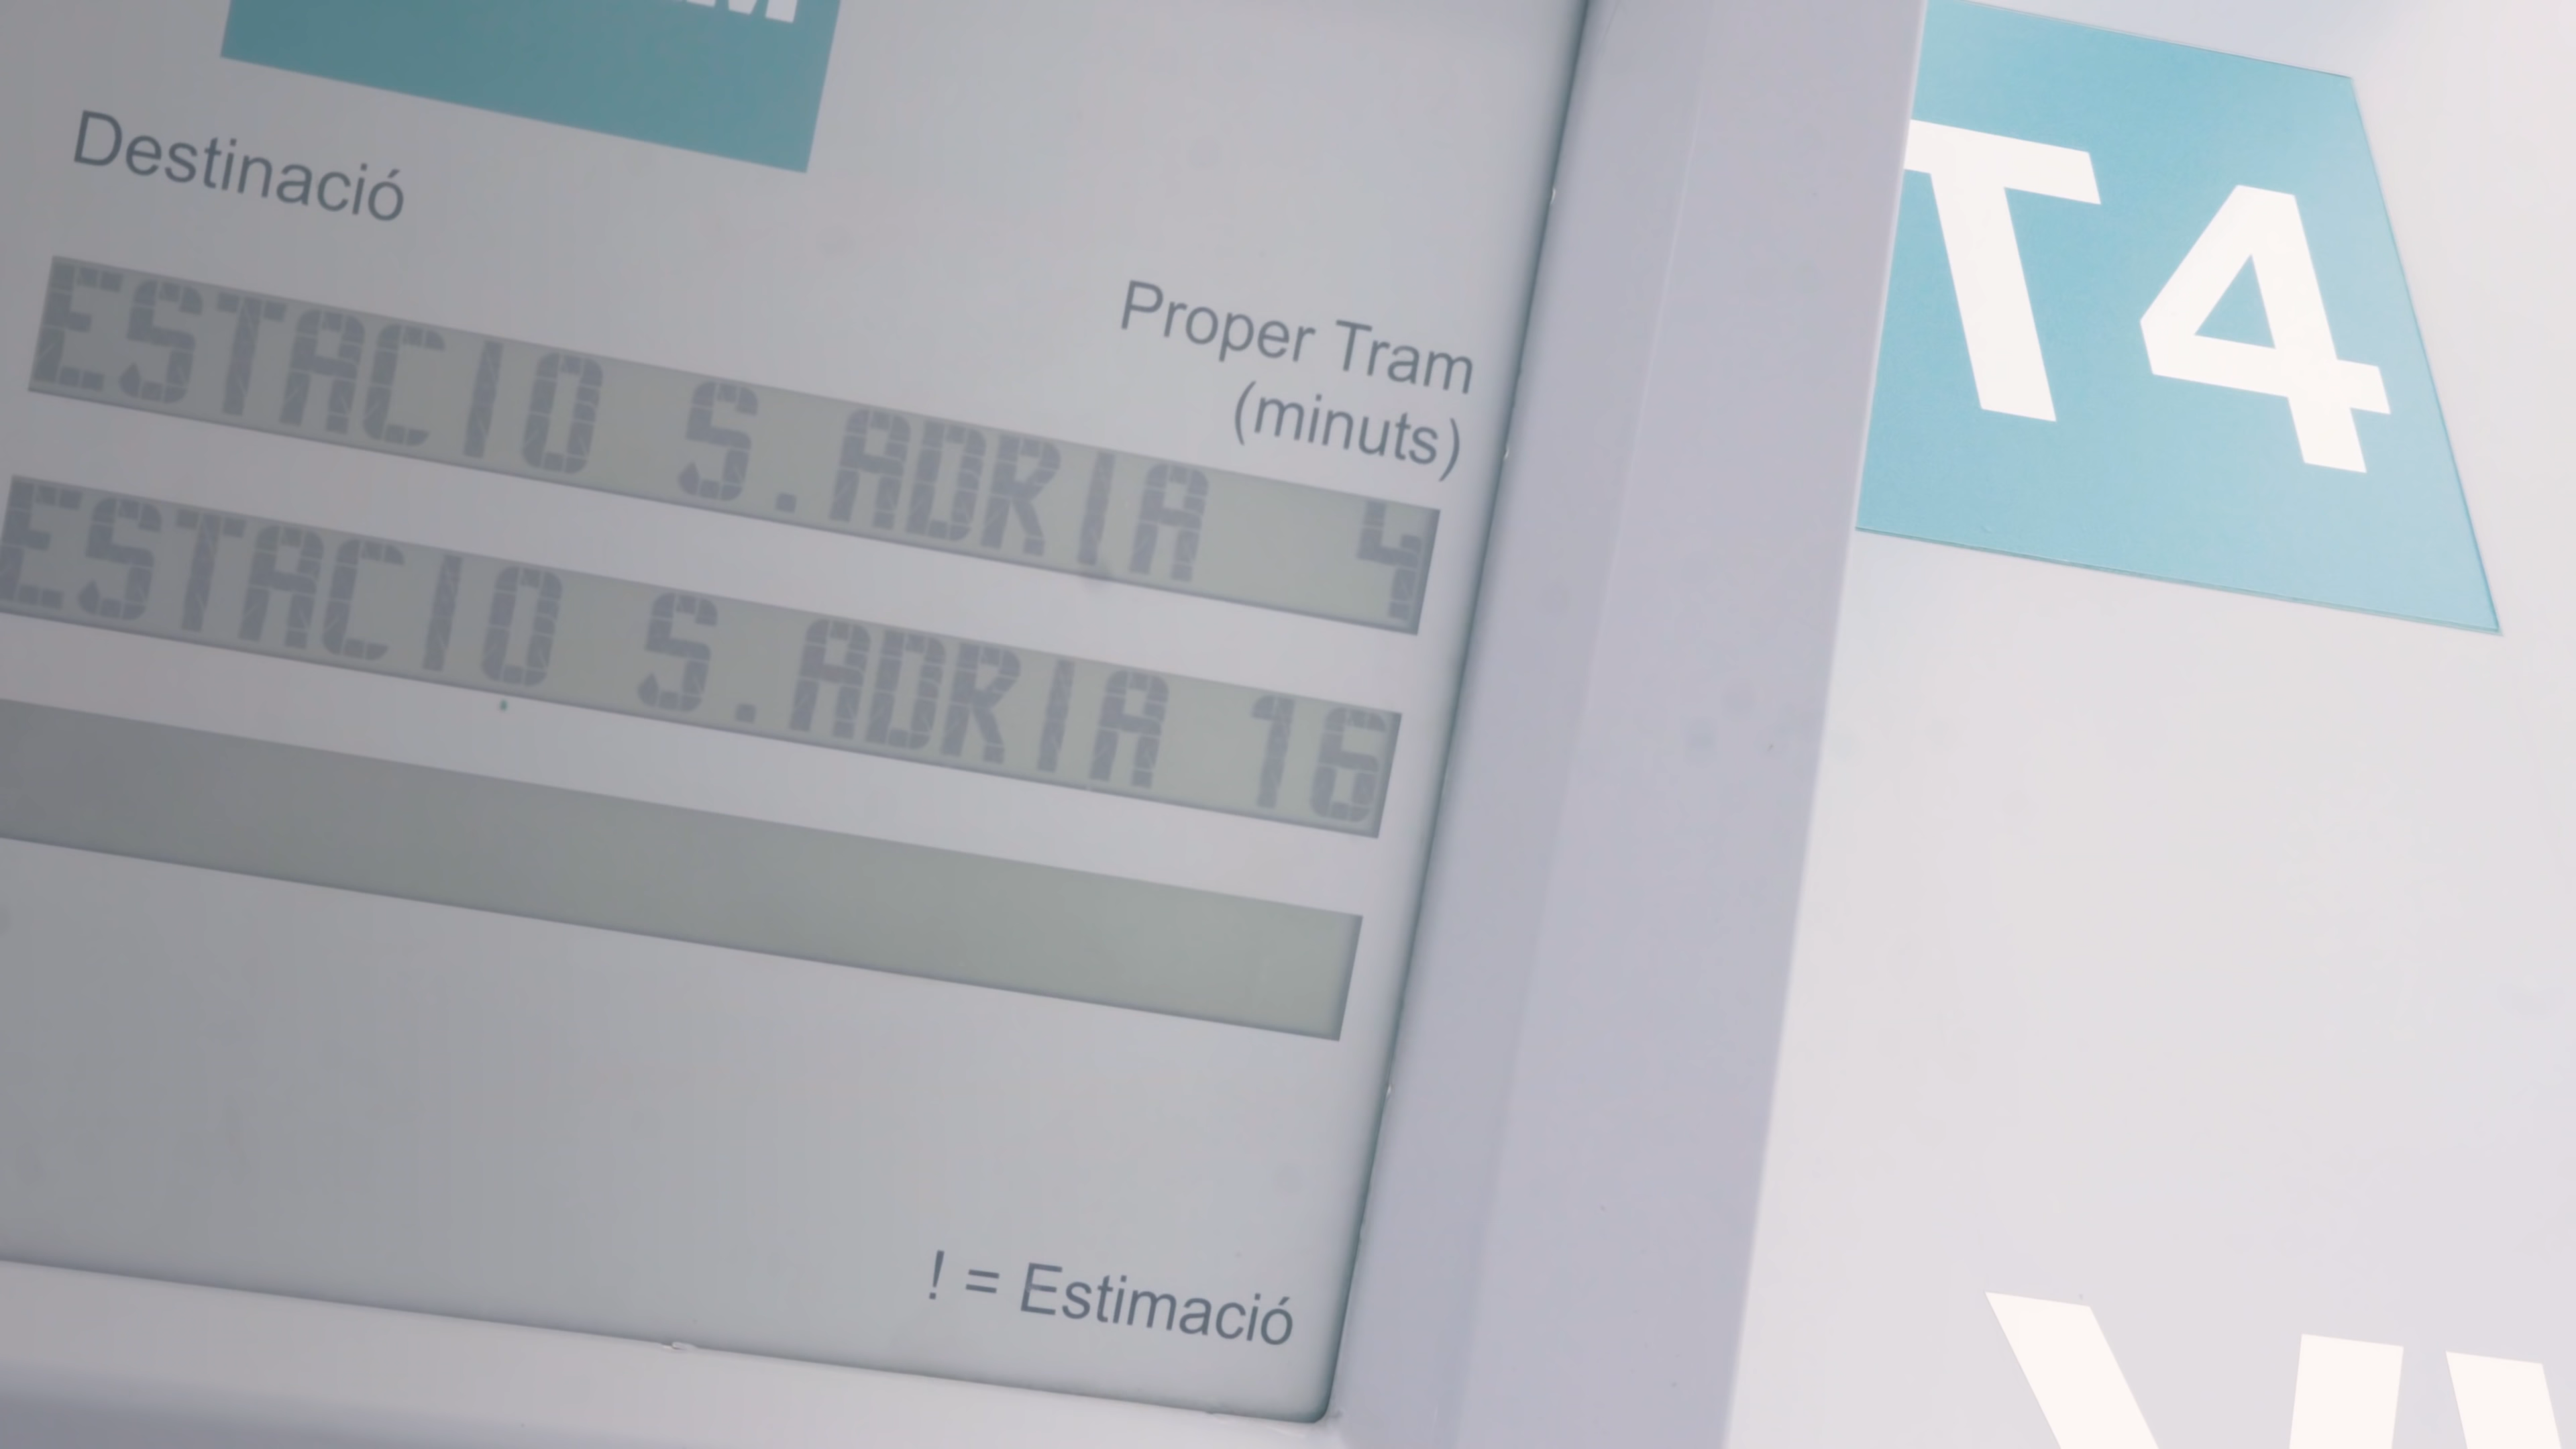 Destinació
Proper Tram
(minuts)
ESTACIO S.ADRIA 4
ESTACIO S.ADRIA 16
! = Estimació
T4